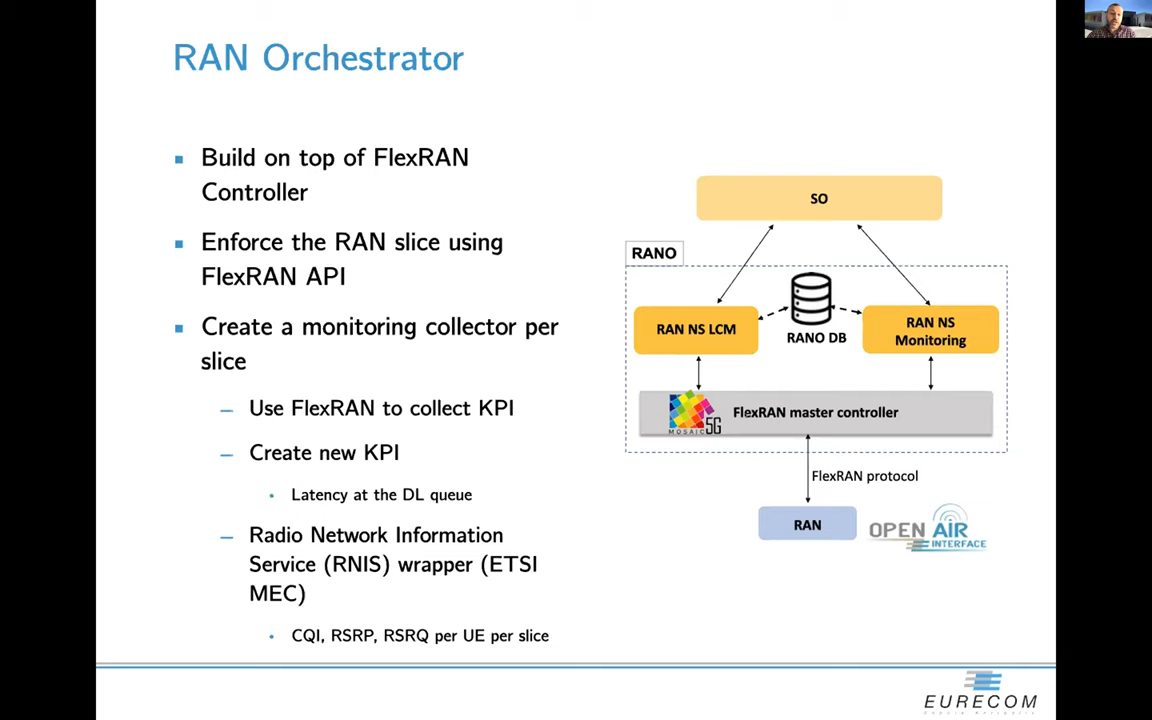 RAN Orchestrator
Build on top of FlexRAN
Controller
Enforce the RAN slice using
FlexRAN API
Create a monitoring collector per
slice
– Use FlexRAN to collect KPI
– Create new KPI
Latency at the DL queue
– Radio Network Information
Service (RNIS) wrapper (ETSI
MEC)
CQI, RSRP, RSRQ per UE per slice
SO
RANO
RAN NS LCM
RANO DB
RAN NS
Monitoring
MOSAIC 5G
FlexRAN master controller
FlexRAN protocol
RAN
OPEN AIR
INTERFACE
EURECOM